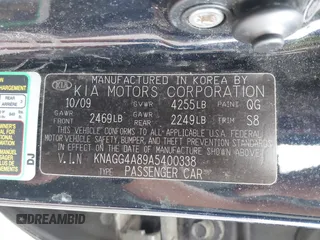 MANUFACTURED IN KOREA BY
KIA KIA MOTORS CORPORATION
10/09 GVWR 4255LB PAINT QG
GAWR FRONT 2469LB GAWR REAR 2249LB TRIM S8
THIS VEHICLE CONFORMS TO ALL APPLICABLE U.S.A. FEDERAL
MOTOR VEHICLE SAFETY BUMPER AND THEFT PREVENTION STANDARDS
IN EFFECT ON THE DATE OF MANUFACTURE SHOWN ABOVE.
V.I.N KNAGG4A89A5400338
TYPE PASSENGER CAR
DJ